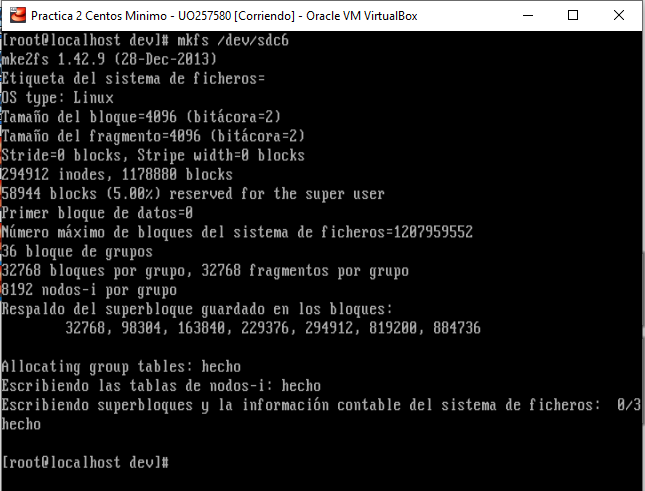 Practica 2 Centos Minimo - UO257580 [Corriendo] - Oracle VM VirtualBox
[root@localhost dev]# mkfs /dev/sdc6
mke2fs 1.42.9 (28-Dec-2013)
Etiqueta del sistema de ficheros=
OS type: Linux
Tamaño del bloque=4096 (bitácora=2)
Tamaño del fragmento=4096 (bitácora=2)
Stride=0 blocks, Stripe width=0 blocks
294912 inodes, 1178880 blocks
58944 blocks (5.00%) reserved for the super user
Primer bloque de datos=0
Número máximo de bloques del sistema de ficheros=1207959552
36 bloque de grupos
32768 bloques por grupo, 32768 fragmentos por grupo
8192 nodos-i por grupo
Respaldo del superbloque guardado en los bloques:
32768, 98304, 163840, 229376, 294912, 819200, 884736
Allocating group tables: hecho
Escribiendo las tablas de nodos-i: hecho
Escribiendo superbloques y la información contable del sistema de ficheros:  0/3
hecho
[root@localhost dev]#